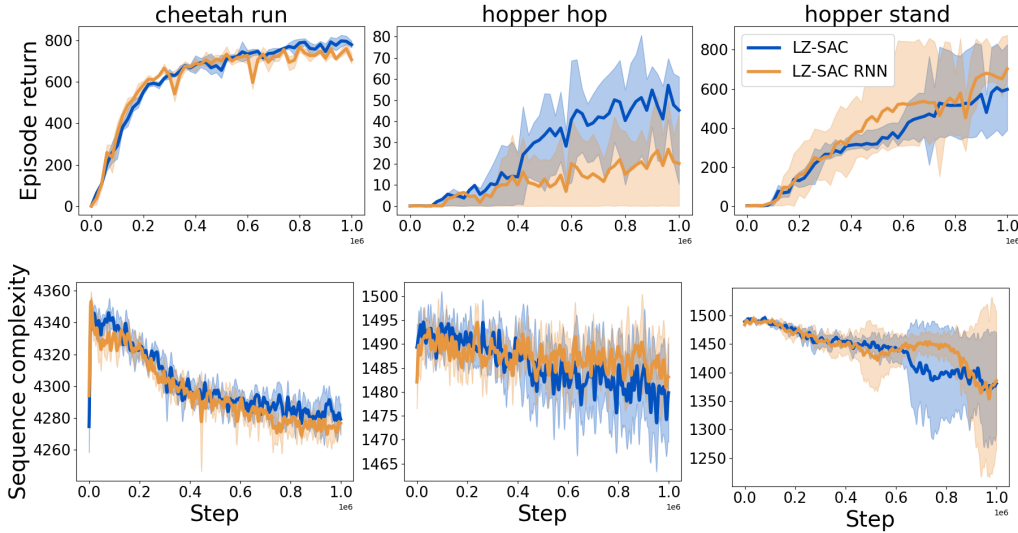 cheetah run
hopper hop
hopper stand
Episode return
800
600
400
200
0
0.0 0.2 0.4 0.6 0.8 1.0
1e6
80
70
60
50
40
30
20
10
0
0.0 0.2 0.4 0.6 0.8 1.0
1e6
800
600
400
200
0
LZ-SAC
LZ-SAC RNN
0.0 0.2 0.4 0.6 0.8 1.0
1e6
Sequence complexity
4360
4340
4320
4300
4280
4260
0.0 0.2 0.4 0.6 0.8 1.0
1e6
Step
1500
1495
1490
1485
1480
1475
1470
1465
0.0 0.2 0.4 0.6 0.8 1.0
1e6
Step
1500
1450
1400
1350
1300
1250
0.0 0.2 0.4 0.6 0.8 1.0
1e6
Step